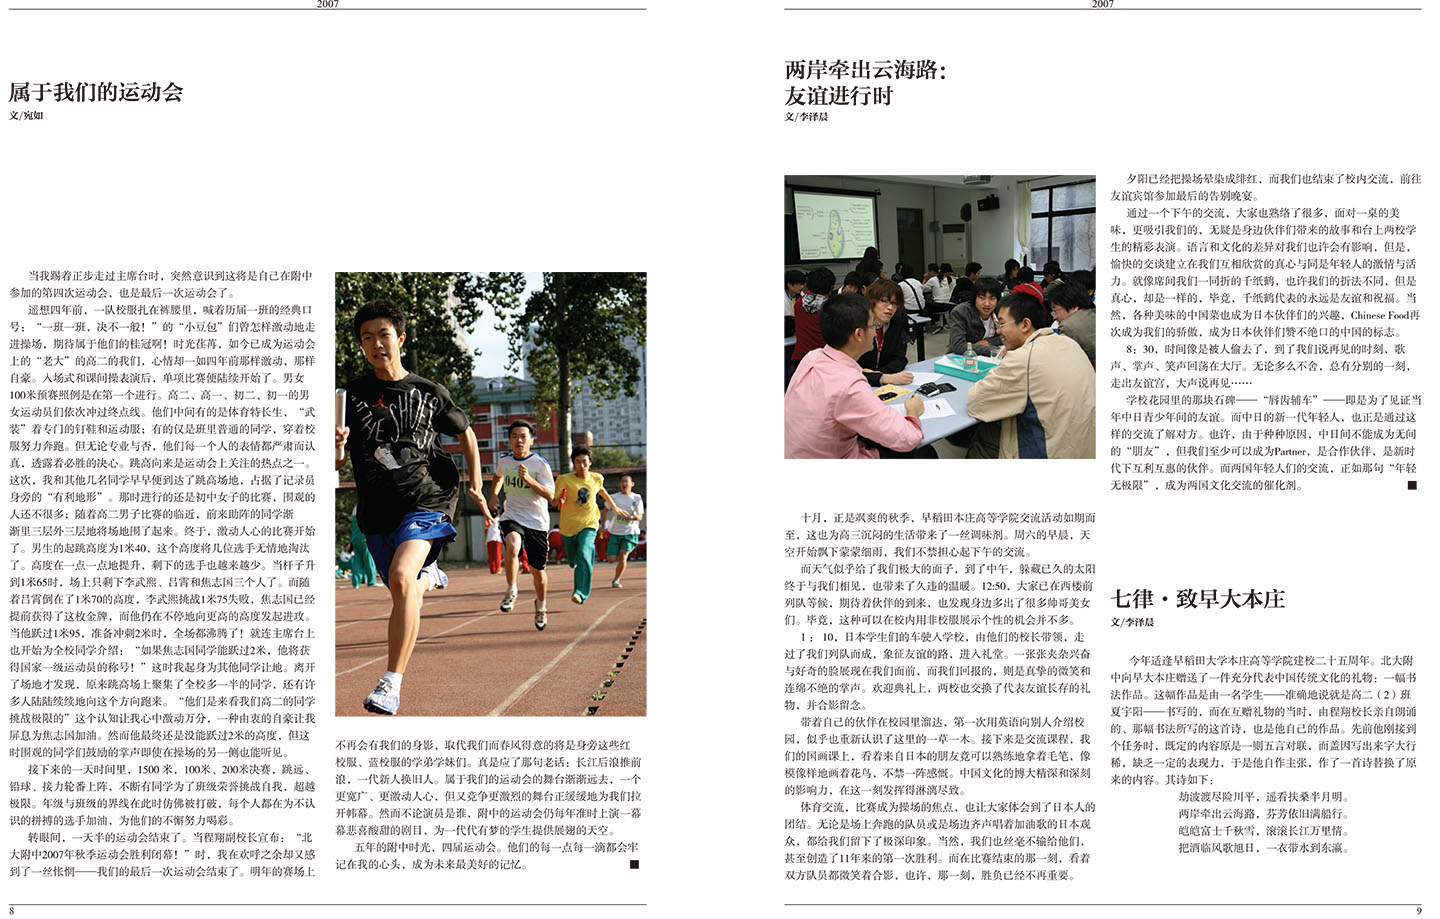 2007
属于我们的运动会
文/宛如
当我踢着正步走过主席台时，突然意识到这将是自己在附中
参加的第四次运动会，也是最后一次运动会了。
遥想四年前，一队校服扎在裤腰里，喊着历届一班的经典口
号：“一班一班，决不一般！”的“小豆包”们曾怎样激动地走
进操场，期待属于他们的桂冠啊！时光荏苒，如今已成为运动会
上的“老大”的高二的我们，心情却一如四年前那样激动，那样
自豪。入场式和课间操表演后，单项比赛便陆续开始了。男女
100米预赛照例是在第一个进行。高二、高一、初二、初一的男
女运动员们依次冲过终点线。他们中间有的是体育特长生，“武
装”着专门的钉鞋和运动服；有的仅是班里普通的同学，穿着校
服努力奔跑。但无论专业与否，他们每一个人的表情都严肃而认
真，透露着必胜的决心。跳高向来是运动会上关注的热点之一。
这次，我和其他几名同学早早便到达了跳高场地，占据了记录员
身旁的“有利地形”。那时进行的还是初中女子的比赛，围观的
人还不很多；随着高二男子比赛的临近，前来助阵的同学渐
渐里三层外三层地将场地围了起来。终于，激动人心的比赛开始
了。男生的起跳高度为1米40，这个高度将几位选手无情地淘汰
了。高度在一点一点地提升，剩下的选手也越来越少。当杆子升
到1米65时，场上只剩下李武熊、吕霄和焦志国三个人了。而随
着吕霄倒在了1米70的高度，李武熊挑战1米75失败，焦志国已经
提前获得了这枚金牌，而他仍在不停地向更高的高度发起进攻。
当他跃过1米95，准备冲刺2米时，全场都沸腾了！就连主席台上
也开始为全校同学介绍：“如果焦志国同学能跃过2米，他将获
得国家一级运动员的称号！”这时我起身为其他同学让地。离开
了场地才发现，原来跳高场上聚集了全校多一半的同学，还有许
多人陆陆续续地向这个方向跑来。“他们是来看我们高二的同学
挑战极限的”这个认知让我心中激动万分，一种由衷的自豪让我
屏息为焦志国加油。然而他最终还是没能跃过2米的高度，但这
时围观的同学们鼓励的掌声即使在操场的另一侧也能听见。
接下来的一天时间里，1500 米，100米、200米决赛，跳远、
铅球、接力轮番上阵，不断有同学为了班级荣誉挑战自我，超越
极限。年级与班级的界线在此时仿佛被打破，每个人都在为不认
识的拼搏的选手加油，为他们的不懈努力喝彩。
转眼间，一天半的运动会结束了。当程翔副校长宣布：“北
大附中2007年秋季运动会胜利闭幕！”时，我在欢呼之余却又感
到了一丝怅惘——我们的最后一次运动会结束了。明年的赛场上
0402
不再会有我们的身影，取代我们而春风得意的将是身旁这些红
校服、蓝校服的学弟学妹们。真是应了那句老话：长江后浪推前
浪，一代新人换旧人。属于我们的运动会的舞台渐渐远去，一个
更宽广、更激动人心，但又竞争更激烈的舞台正缓缓地为我们拉
开帏幕。然而不论演员是谁，附中的运动会仍每年准时上演一幕
幕悲喜酸甜的剧目，为一代代有梦的学生提供展翅的天空。
五年的附中时光，四届运动会。他们的每一点每一滴都会牢
记在我的心头，成为未来最美好的记忆。
8
2007
两岸牵出云海路：
友谊进行时
文/李泽晨
十月，正是飒爽的秋季，早稻田本庄高等学院交流活动如期而
至，这也为高三沉闷的生活带来了一丝调味剂。周六的早晨，天
空开始飘下蒙蒙细雨，我们不禁担心起下午的交流。
而天气似乎给了我们极大的面子，到了中午，躲藏已久的太阳
终于与我们相见，也带来了久违的温暖。12:50，大家已在西楼前
列队等候，期待着伙伴的到来，也发现身边多出了很多帅哥美女
们。毕竟，这种可以在校内用非校服展示个性的机会并不多。
1 ：10，日本学生们的车驶入学校，由他们的校长带领，走
过了我们列队而成，象征友谊的路，进入礼堂。一张张夹杂兴奋
与好奇的脸展现在我们面前，而我们回报的，则是真挚的微笑和
连绵不绝的掌声。欢迎典礼上，两校也交换了代表友谊长存的礼
物，并合影留念。
带着自己的伙伴在校园里溜达，第一次用英语向别人介绍校
园，似乎也重新认识了这里的一草一木。接下来是交流课程，我
们的国画课上，看着来自日本的朋友竟可以熟练地拿着毛笔，像
模像样地画着花鸟，不禁一阵感慨。中国文化的博大精深和深刻
的影响力，在这一刻发挥得淋漓尽致。
体育交流，比赛成为操场的焦点，也让大家体会到了日本人的
团结。无论是场上奔跑的队员或是场边齐声唱着加油歌的日本观
众，都给我们留下了极深印象。当然，我们也丝毫不输给他们，
甚至创造了11年来的第一次胜利。而在比赛结束的那一刻，看着
双方队员都微笑着合影，也许，那一刻，胜负已经不再重要。
夕阳已经把操场晕染成绯红，而我们也结束了校内交流，前往
友谊宾馆参加最后的告别晚宴。
通过一个下午的交流，大家也熟络了很多，面对一桌的美
味，更吸引我们的，无疑是身边伙伴们带来的故事和台上两校学
生的精彩表演。语言和文化的差异对我们也许会有影响，但是，
愉快的交谈建立在我们互相欣赏的真心与同是年轻人的激情与活
力。就像席间我们一同折的千纸鹤，也许我们的折法不同，但是
真心，却是一样的，毕竟，千纸鹤代表的永远是友谊和祝福。当
然，各种美味的中国菜也成为日本伙伴们的兴趣，Chinese Food再
次成为我们的骄傲，成为日本伙伴们赞不绝口的中国的标志。
8：30，时间像是被人偷去了，到了我们说再见的时刻，歌
声、掌声、笑声回荡在大厅。无论多么不舍，总有分别的一刻，
走出友谊宫，大声说再见……
学校花园里的那块石碑——“唇齿辅车”——即是为了见证当
年中日青少年间的友谊。而中日的新一代年轻人，也正是通过这
样的交流了解对方。也许，由于种种原因，中日间不能成为无间
的“朋友”，但我们至少可以成为Partner，是合作伙伴，是新时
代下互利互惠的伙伴。而两国年轻人们的交流，正如那句“年轻
无极限”，成为两国文化交流的催化剂。
七律·致早大本庄
文/李泽晨
今年适逢早稻田大学本庄高等学院建校二十五周年。北大附
中向早大本庄赠送了一件充分代表中国传统文化的礼物：一幅书
法作品。这幅作品是由一名学生——准确地说就是高二（2）班
夏宇阳——书写的，而在互赠礼物的当时，由程翔校长亲自朗诵
的、那幅书法所写的这首诗，也是他自己的作品。先前他刚接到
个任务时，既定的内容原是一则五言对联，而盖因写出来字大行
稀，缺乏一定的表现力，于是他自作主张，作了一首诗替换了原
来的内容。其诗如下：
劫波渡尽险川平，遥看扶桑半月明。
两岸牵出云海路，芬芳依旧满船行。
皑皑富士千秋雪，滚滚长江万里情。
把酒临风歌旭日，一衣带水到东瀛。
9